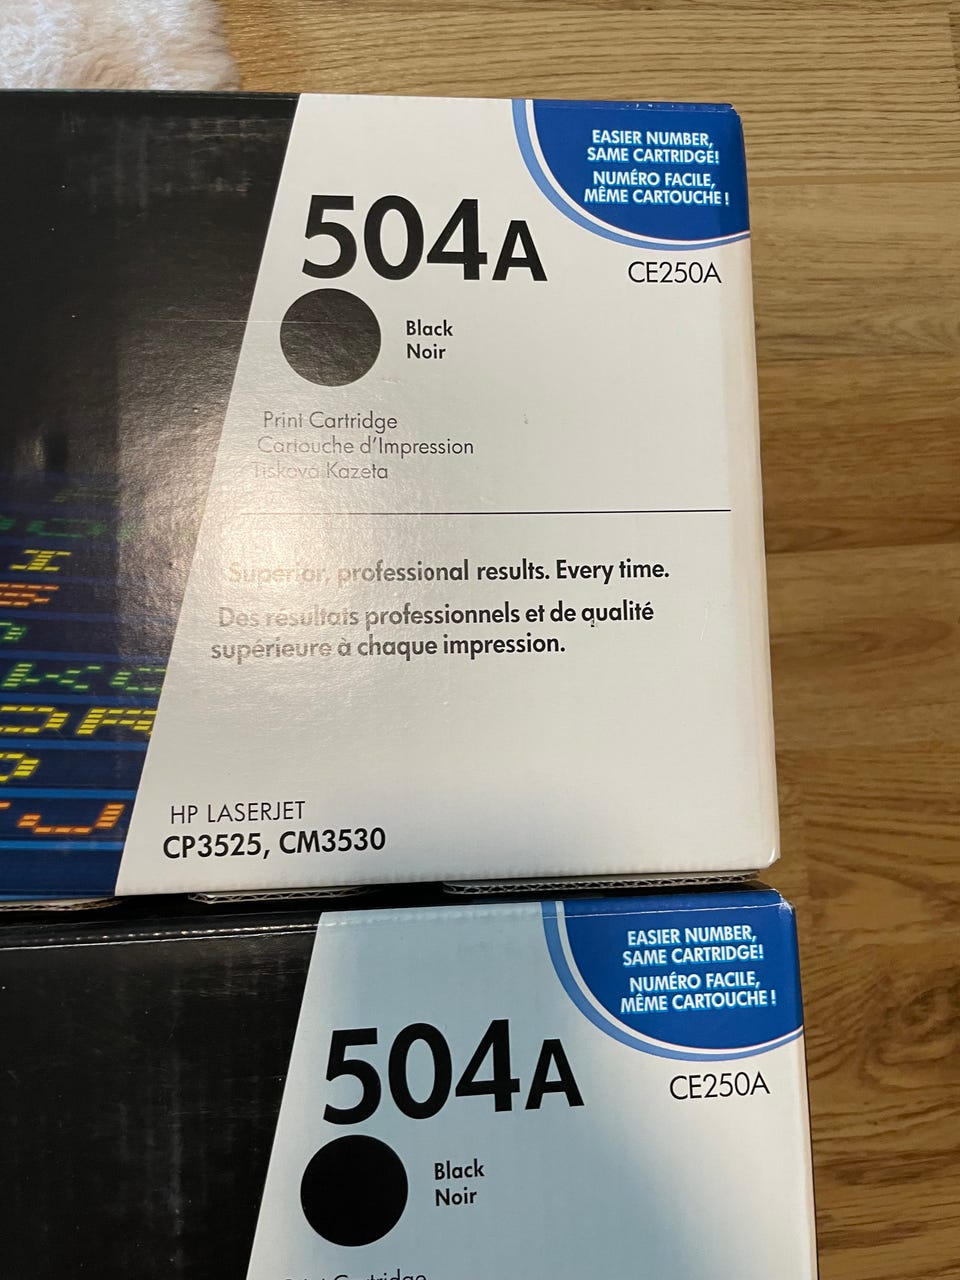 EASIER NUMBER,
SAME CARTRIDGE!
NUMÉRO FACILE,
MÊME CARTOUCHE !
504A
CE250A
Black
Noir
Print Cartridge
Cartouche d'Impression
Tisková Kazeta
Superior, professional results. Every time.
Des résultats professionnels et de qualité
supérieure à chaque impression.
HP LASERJET
CP3525, CM3530
EASIER NUMBER,
SAME CARTRIDGE!
NUMÉRO FACILE,
MÊME CARTOUCHE !
504A
CE250A
Black
Noir
Print Cartridge